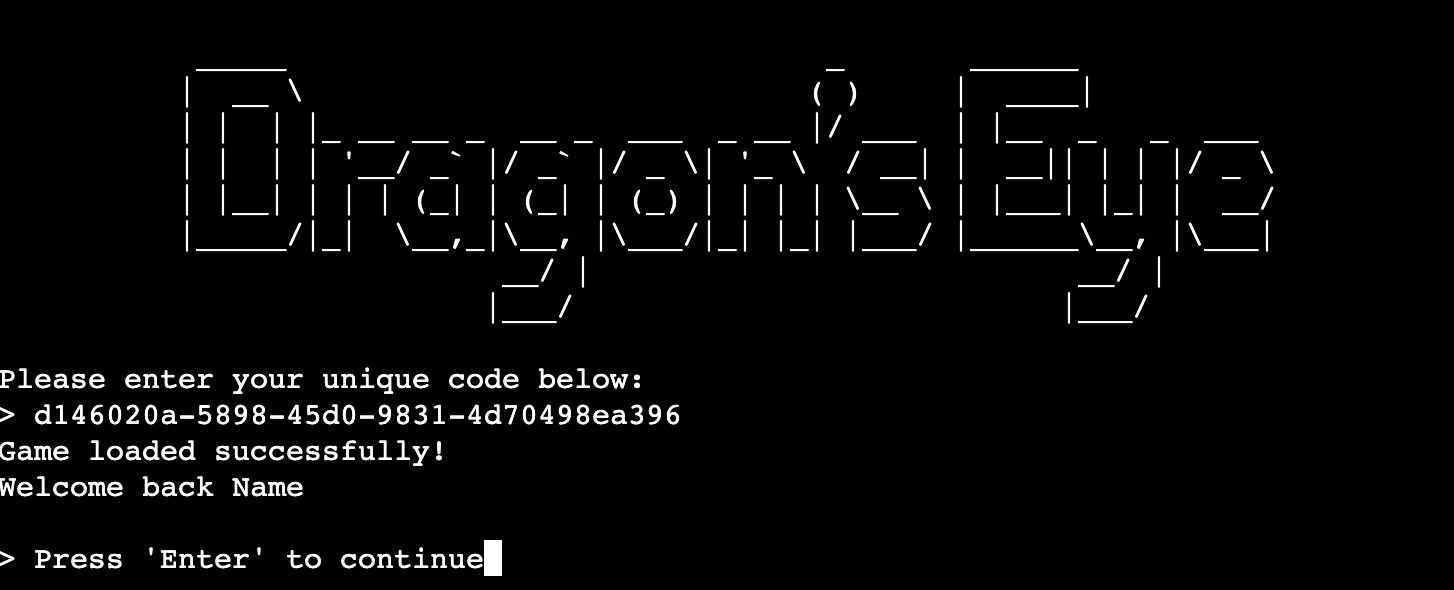 Dragon's Eye
Please enter your unique code below:
> d146020a-5898-45d0-9831-4d70498ea396
Game loaded successfully!
Welcome back Name
> Press 'Enter' to continue